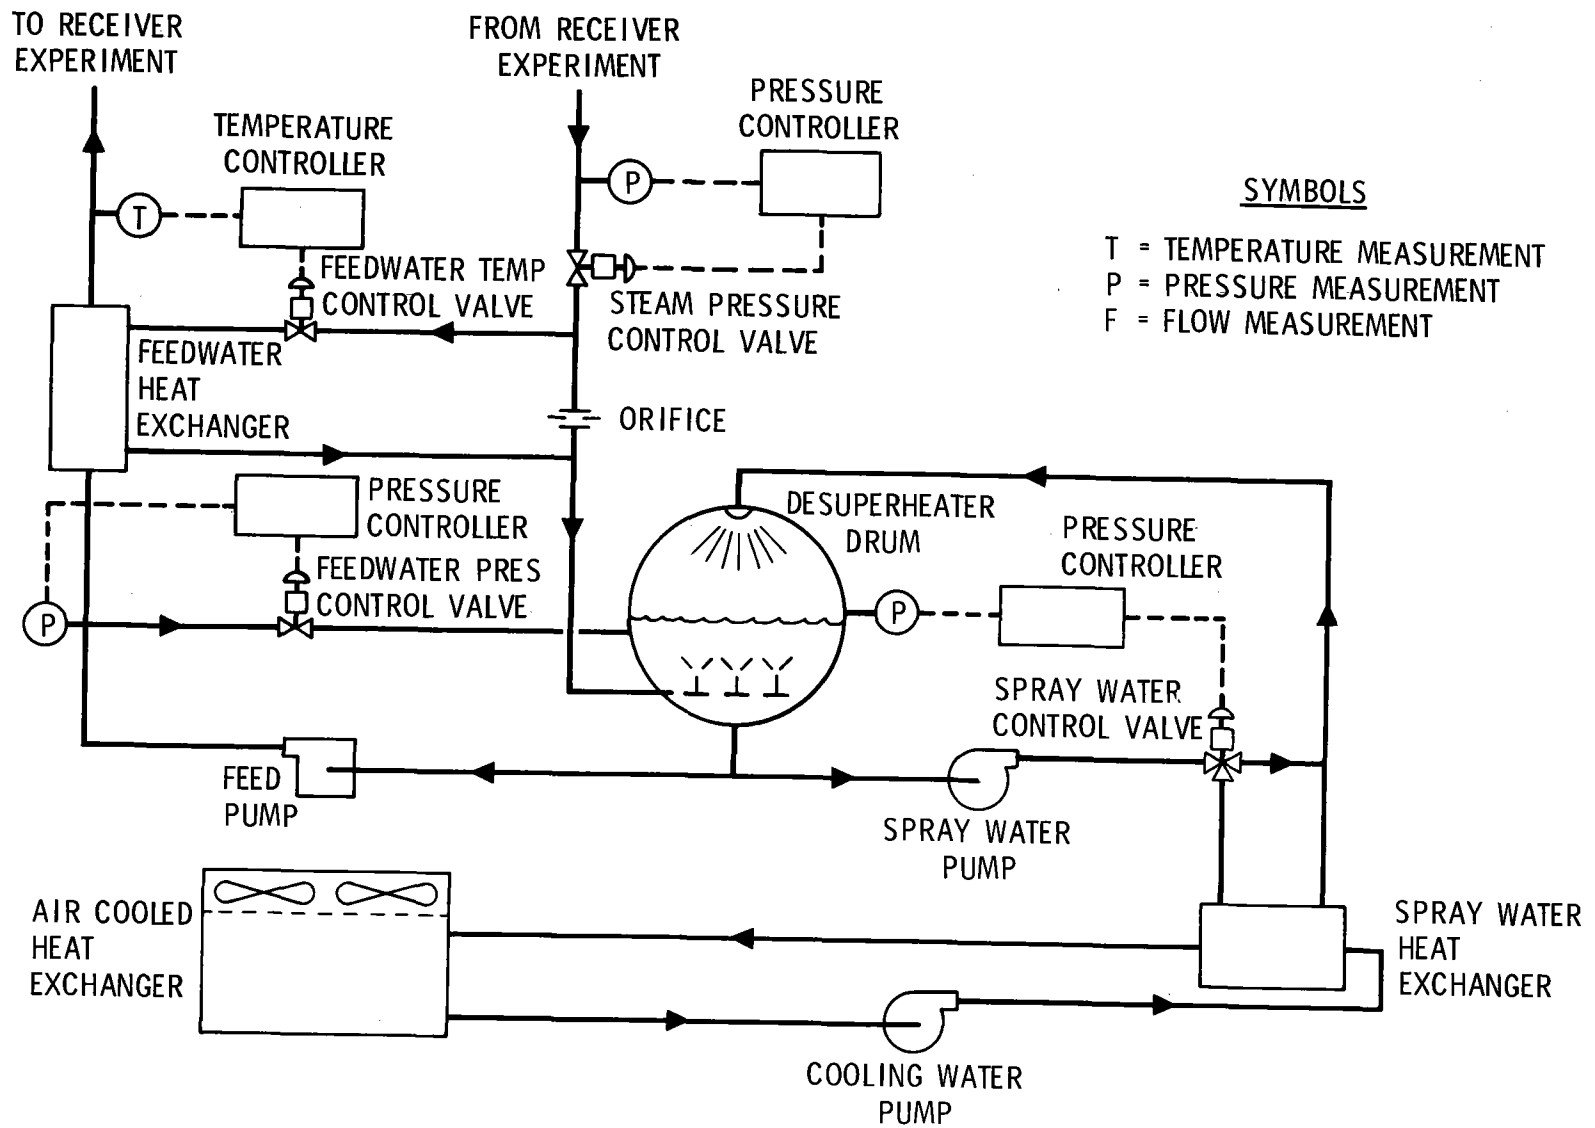 TO RECEIVER
EXPERIMENT
FROM RECEIVER
EXPERIMENT
PRESSURE
CONTROLLER
TEMPERATURE
CONTROLLER
P
T
SYMBOLS
T = TEMPERATURE MEASUREMENT
P = PRESSURE MEASUREMENT
F = FLOW MEASUREMENT
FEEDWATER TEMP
CONTROL VALVE
STEAM PRESSURE
CONTROL VALVE
FEEDWATER
HEAT
EXCHANGER
ORIFICE
PRESSURE
CONTROLLER
DESUPERHEATER
DRUM
PRESSURE
CONTROLLER
FEEDWATER PRES
CONTROL VALVE
P
P
SPRAY WATER
CONTROL VALVE
FEED
PUMP
SPRAY WATER
PUMP
AIR COOLED
HEAT
EXCHANGER
SPRAY WATER
HEAT
EXCHANGER
COOLING WATER
PUMP